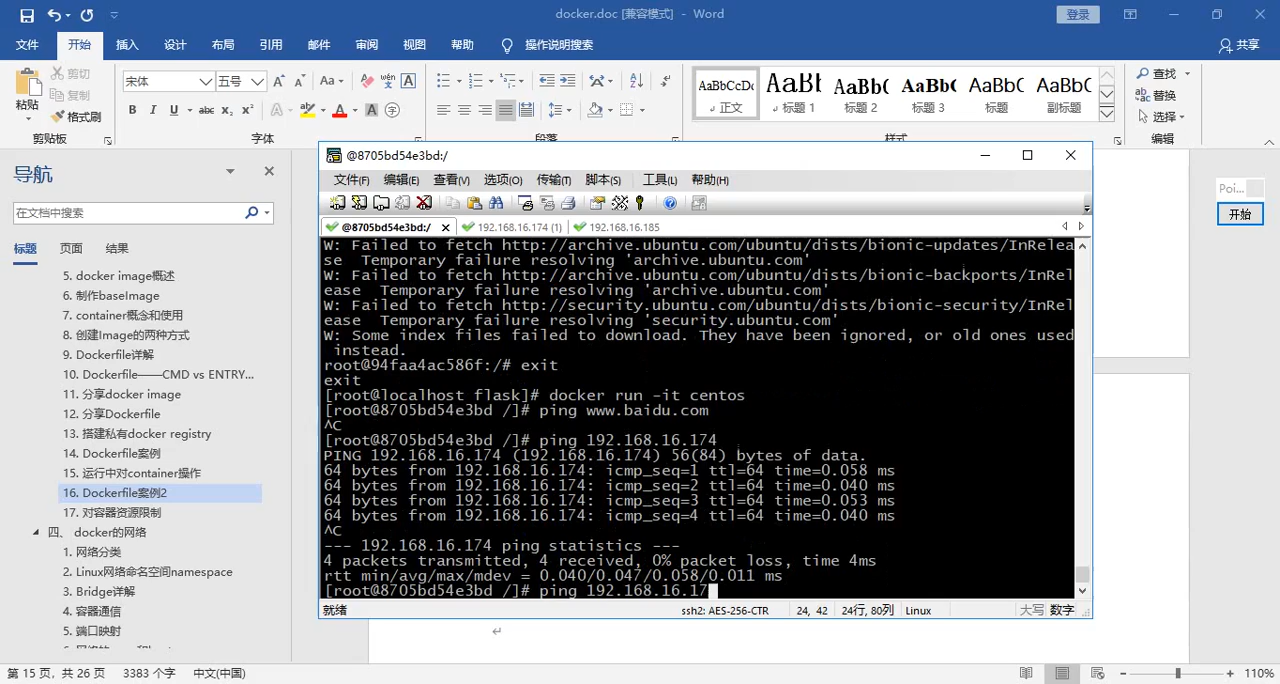 docker.doc [兼容模式] - Word
登录
文件 开始 插入 设计 布局 引用 邮件 审阅 视图 帮助 操作说明搜索 共享
粘贴
剪切
复制
格式刷
剪贴板
宋体 五号
字体
段落
AaBbCcDc AaBb AaBbC AaBbC AaBbC AaBbC
正文 标题 1 标题 2 标题 3 标题 副标题
样式
查找
替换
选择
编辑
导航
在文档中搜索
标题 页面 结果
5. docker image概述
6. 制作baseImage
7. container概念和使用
8. 创建Image的两种方式
9. Dockerfile详解
10. Dockerfile——CMD vs ENTRY...
11. 分享docker image
12. 分享Dockerfile
13. 搭建私有docker registry
14. Dockerfile案例
15. 运行中对container操作
16. Dockerfile案例2
17. 对容器资源限制
四、 docker的网络
1. 网络分类
2. Linux网络命名空间namespace
3. Bridge详解
4. 容器通信
5. 端口映射
@8705bd54e3bd:/
文件(F) 编辑(E) 查看(V) 选项(O) 传输(T) 脚本(S) 工具(L) 帮助(H)
@8705bd54e3bd:/ 192.168.16.174 (1) 192.168.16.185
W: Failed to fetch http://archive.ubuntu.com/ubuntu/dists/bionic-updates/InRelea
se  Temporary failure resolving 'archive.ubuntu.com'
W: Failed to fetch http://archive.ubuntu.com/ubuntu/dists/bionic-backports/InRel
ease  Temporary failure resolving 'archive.ubuntu.com'
W: Failed to fetch http://security.ubuntu.com/ubuntu/dists/bionic-security/InRel
ease  Temporary failure resolving 'security.ubuntu.com'
W: Some index files failed to download. They have been ignored, or old ones used
instead.
root@94faa4ac586f:/# exit
exit
[root@localhost flask]# docker run -it centos
[root@8705bd54e3bd /]# ping www.baidu.com
^C
[root@8705bd54e3bd /]# ping 192.168.16.174
PING 192.168.16.174 (192.168.16.174) 56(84) bytes of data.
64 bytes from 192.168.16.174: icmp_seq=1 ttl=64 time=0.058 ms
64 bytes from 192.168.16.174: icmp_seq=2 ttl=64 time=0.040 ms
64 bytes from 192.168.16.174: icmp_seq=3 ttl=64 time=0.053 ms
64 bytes from 192.168.16.174: icmp_seq=4 ttl=64 time=0.040 ms
^C
--- 192.168.16.174 ping statistics ---
4 packets transmitted, 4 received, 0% packet loss, time 4ms
rtt min/avg/max/mdev = 0.040/0.047/0.058/0.011 ms
[root@8705bd54e3bd /]# ping 192.168.16.17
就绪 ssh2: AES-256-CTR 24, 42 24行, 80列 Linux 大写 数字
Poi...
开始
第 15 页，共 26 页 3383 个字 中文(中国) 110%